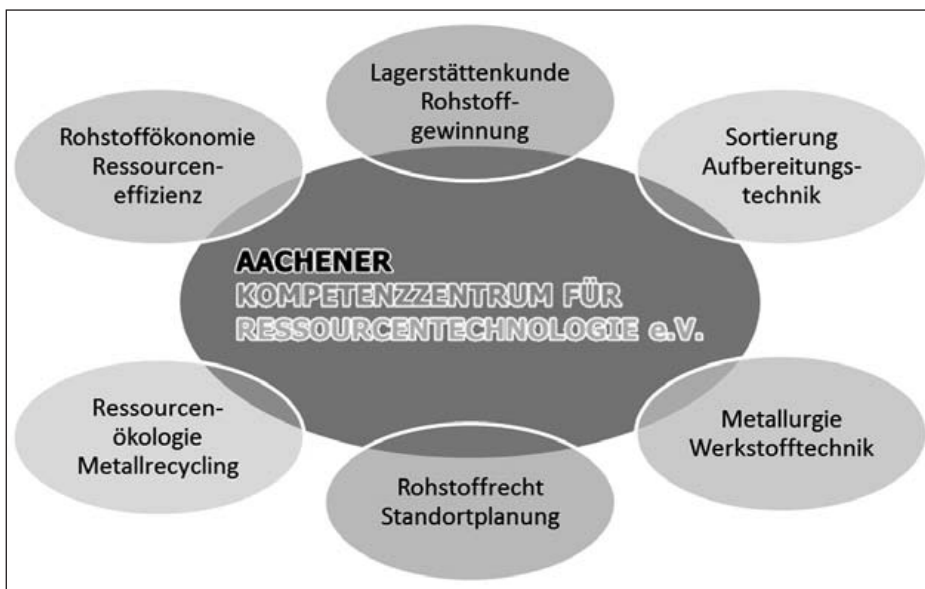 Lagerstättenkunde
Rohstoff-
gewinnung
Rohstoffökonomie
Ressourcen-
effizienz
Sortierung
Aufbereitungs-
technik
AACHENER
KOMPETENZZENTRUM FÜR
RESSOURCENTECHNOLOGIE e.V.
Ressourcen-
ökologie
Metallrecycling
Metallurgie
Werkstofftechnik
Rohstoffrecht
Standortplanung